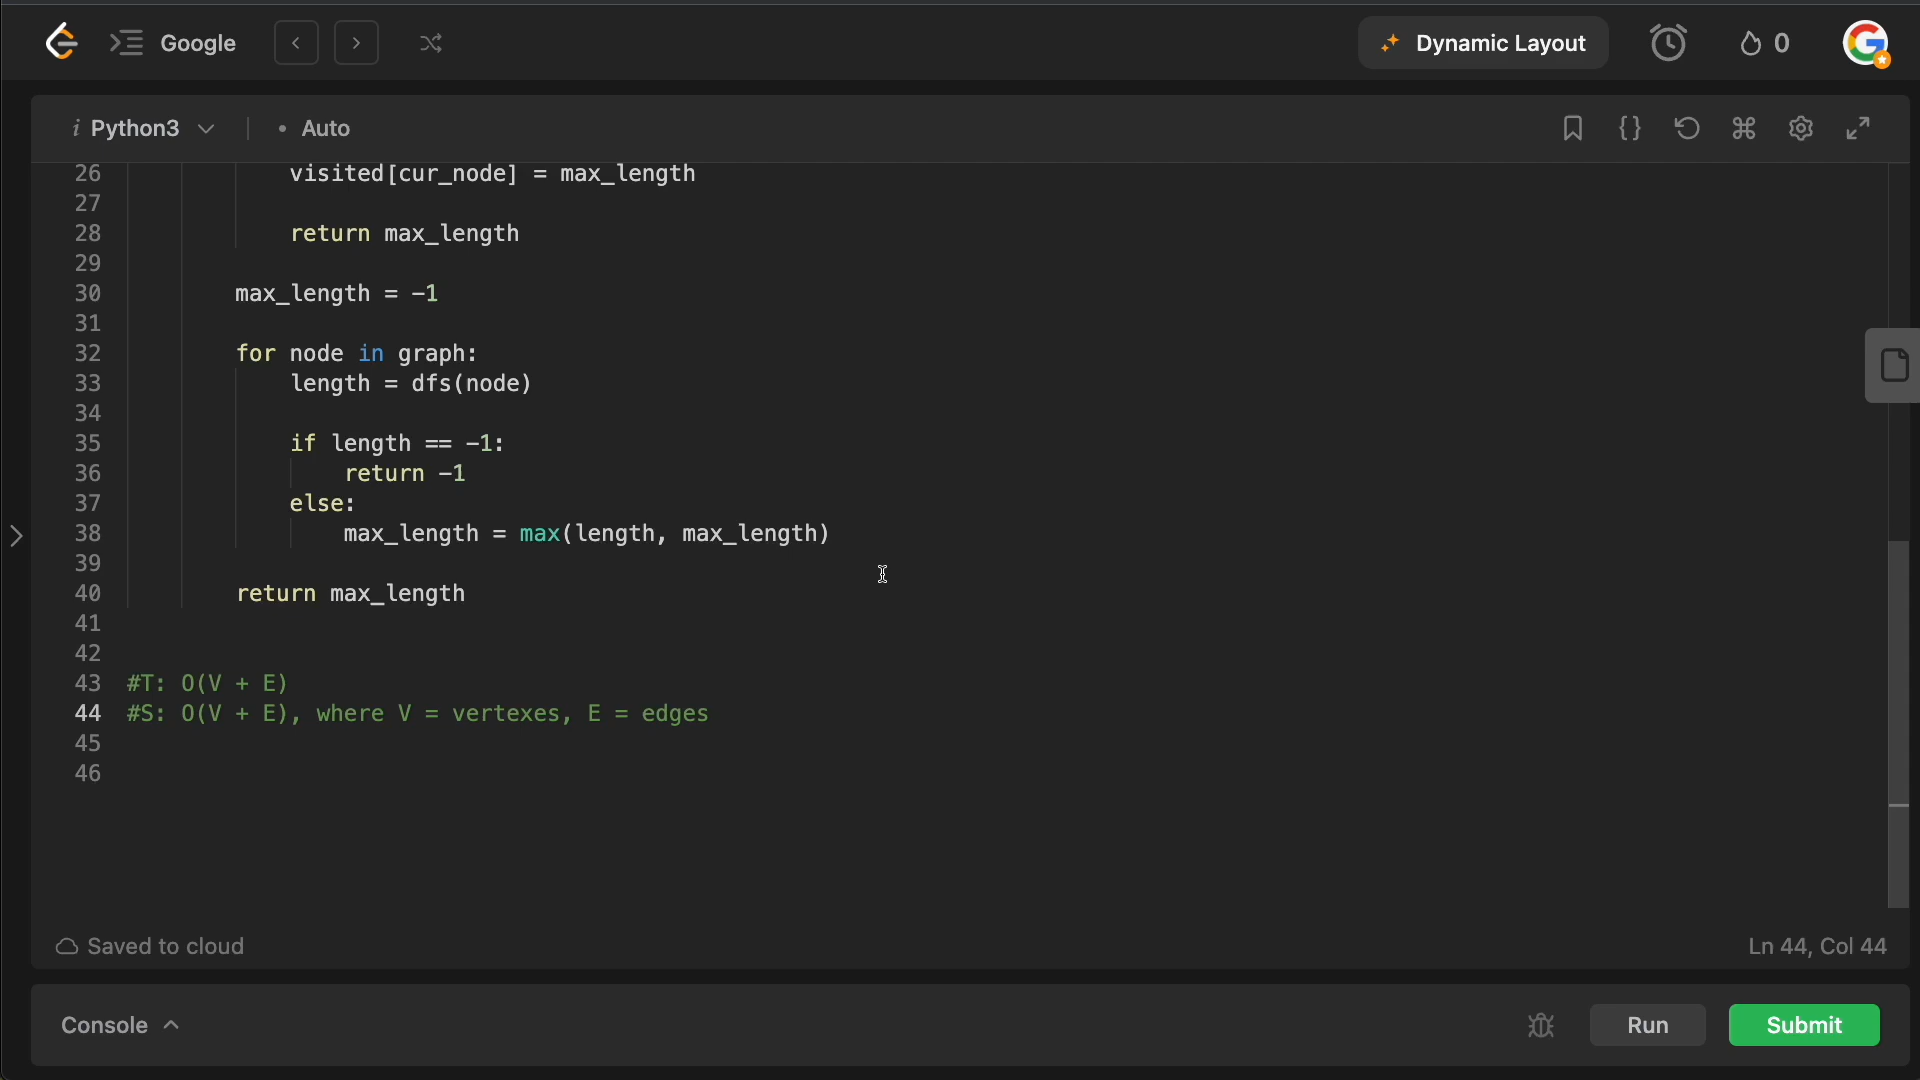 Google
Dynamic Layout
0
i Python3
• Auto
26 visited[cur_node] = max_length
27
28 return max_length
29
30 max_length = -1
31
32 for node in graph:
33 length = dfs(node)
34
35 if length == -1:
36 return -1
37 else:
38 max_length = max(length, max_length)
39
40 return max_length
41
42
43 #T: O(V + E)
44 #S: O(V + E), where V = vertexes, E = edges
45
46
Saved to cloud
Ln 44, Col 44
Console
Run
Submit